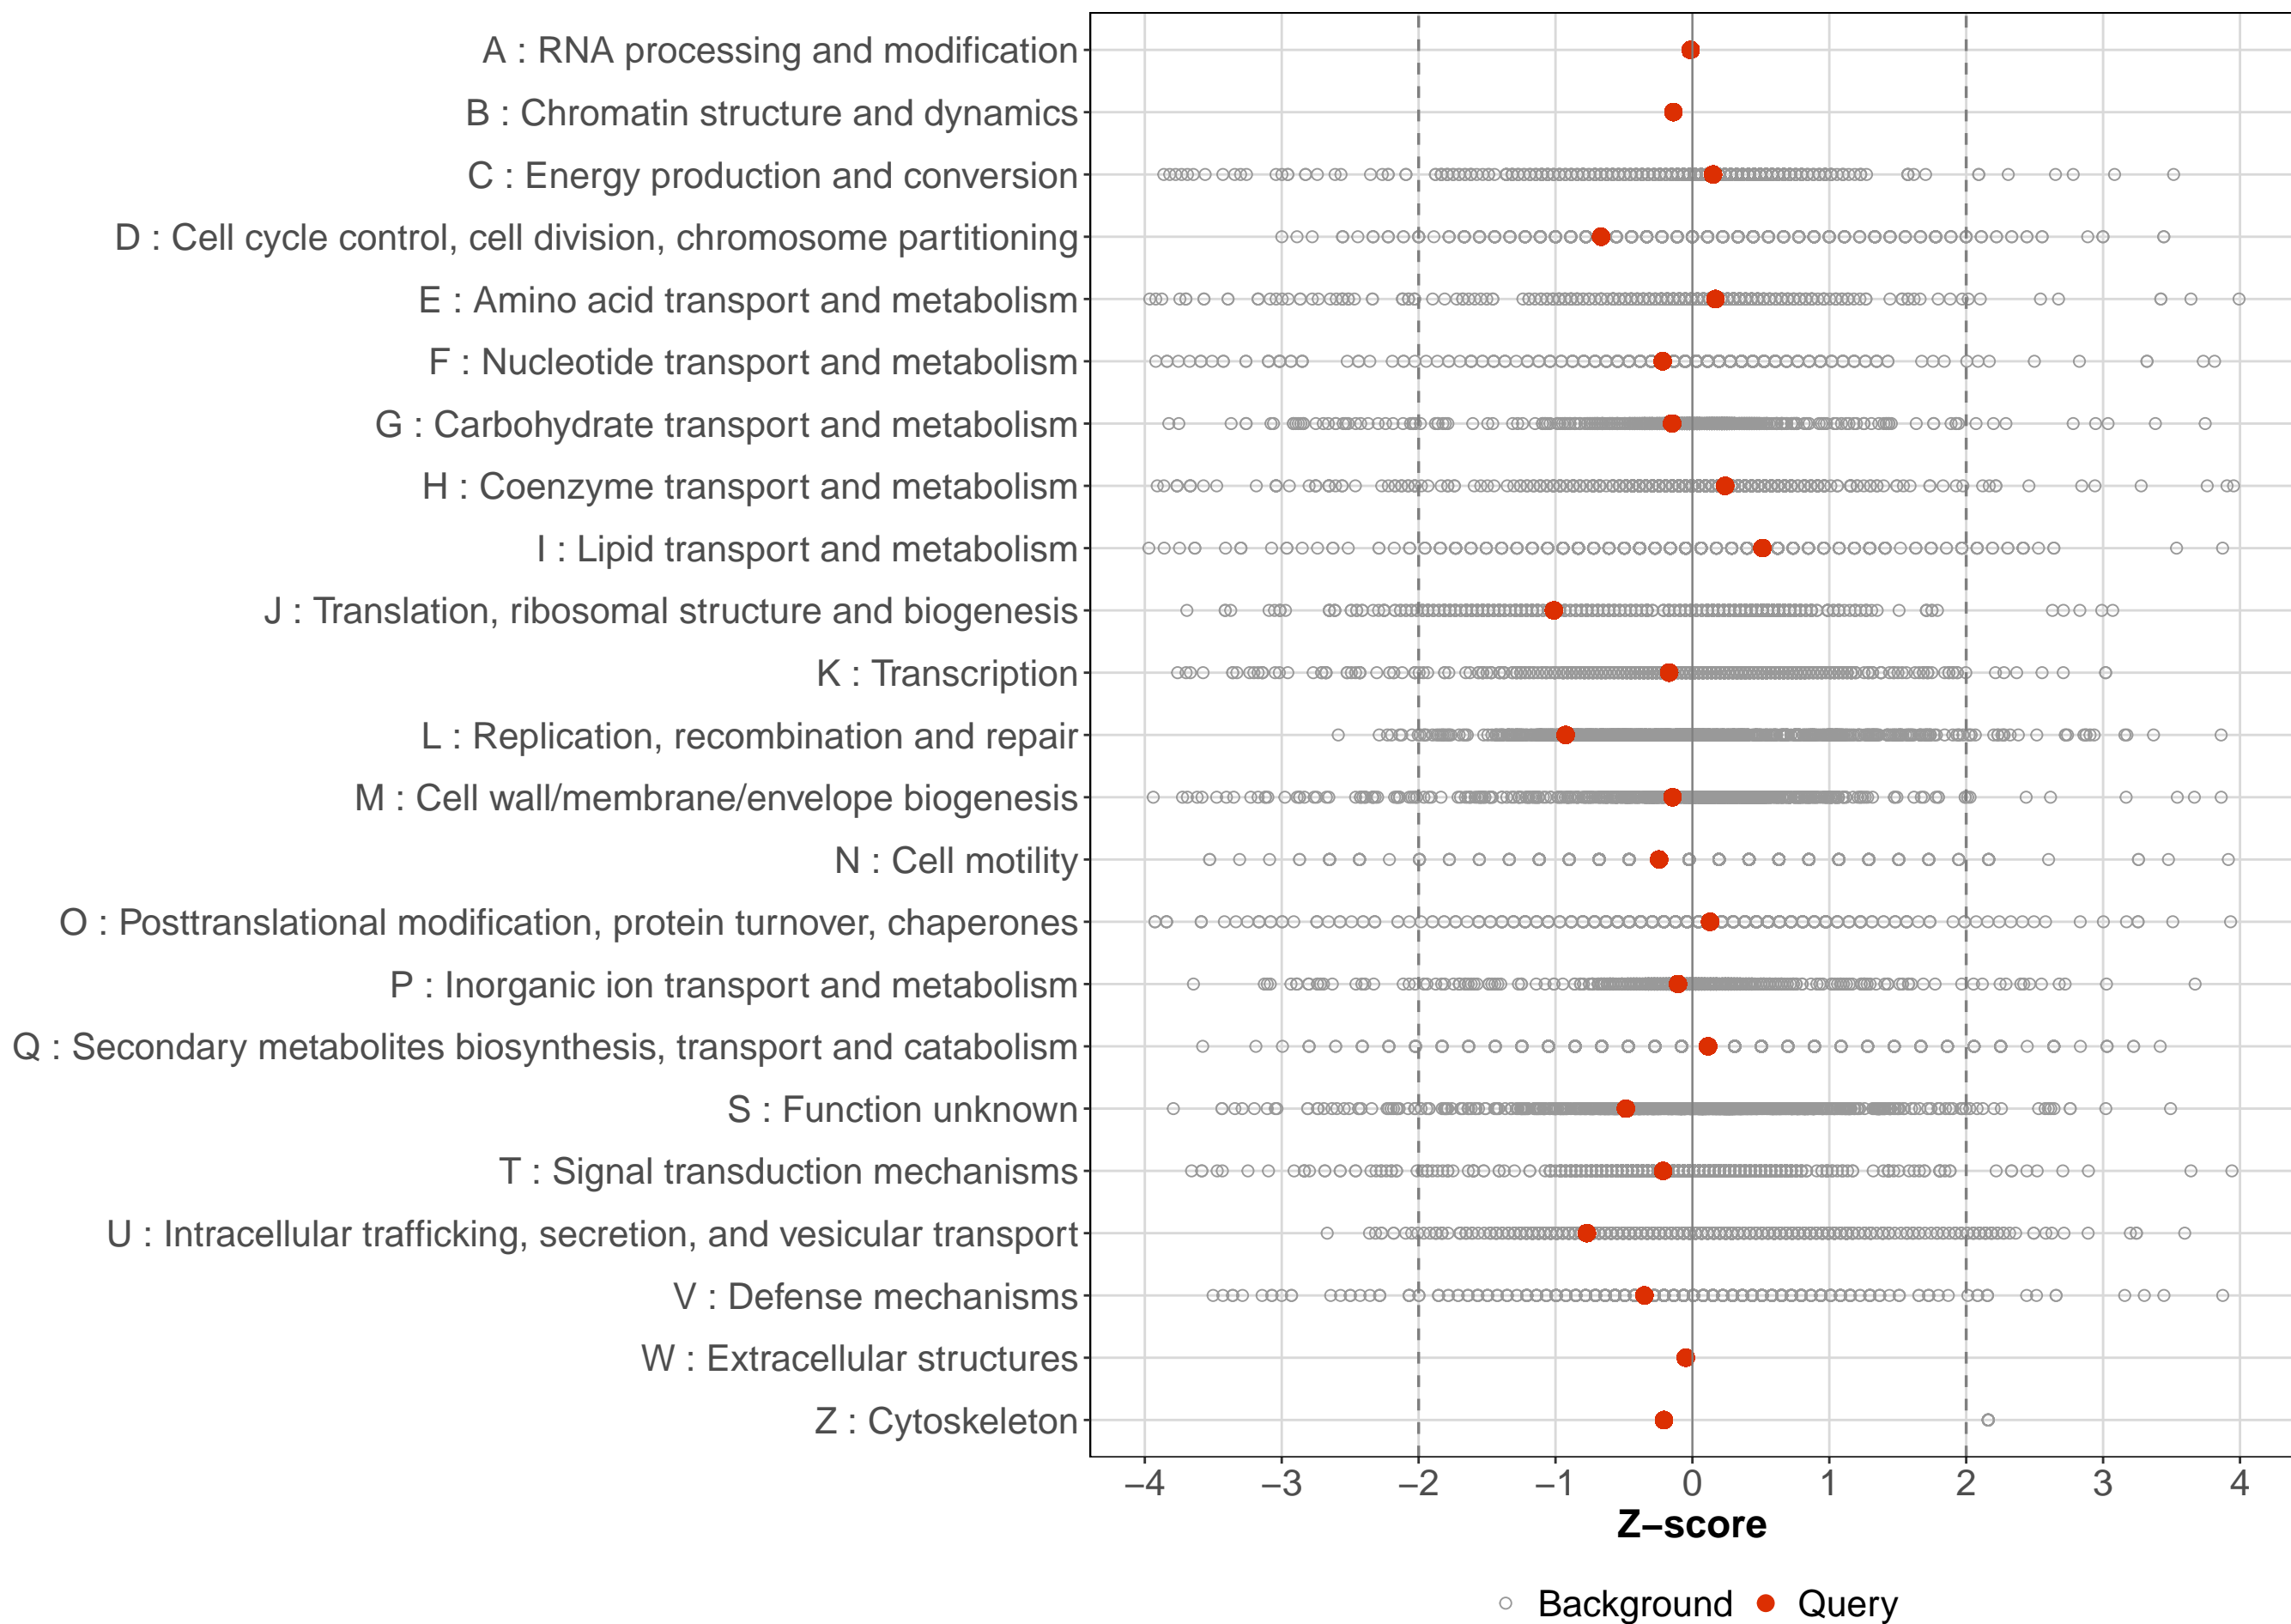 A : RNA processing and modification
B : Chromatin structure and dynamics
C : Energy production and conversion
D : Cell cycle control, cell division, chromosome partitioning
E : Amino acid transport and metabolism
F : Nucleotide transport and metabolism
G : Carbohydrate transport and metabolism
H : Coenzyme transport and metabolism
I : Lipid transport and metabolism
J : Translation, ribosomal structure and biogenesis
K : Transcription
L : Replication, recombination and repair
M : Cell wall/membrane/envelope biogenesis
N : Cell motility
O : Posttranslational modification, protein turnover, chaperones
P : Inorganic ion transport and metabolism
Q : Secondary metabolites biosynthesis, transport and catabolism
S : Function unknown
T : Signal transduction mechanisms
U : Intracellular trafficking, secretion, and vesicular transport
V : Defense mechanisms
W : Extracellular structures
Z : Cytoskeleton
−4 −3 −2 −1 0 1 2 3 4
Z−score
Background Query